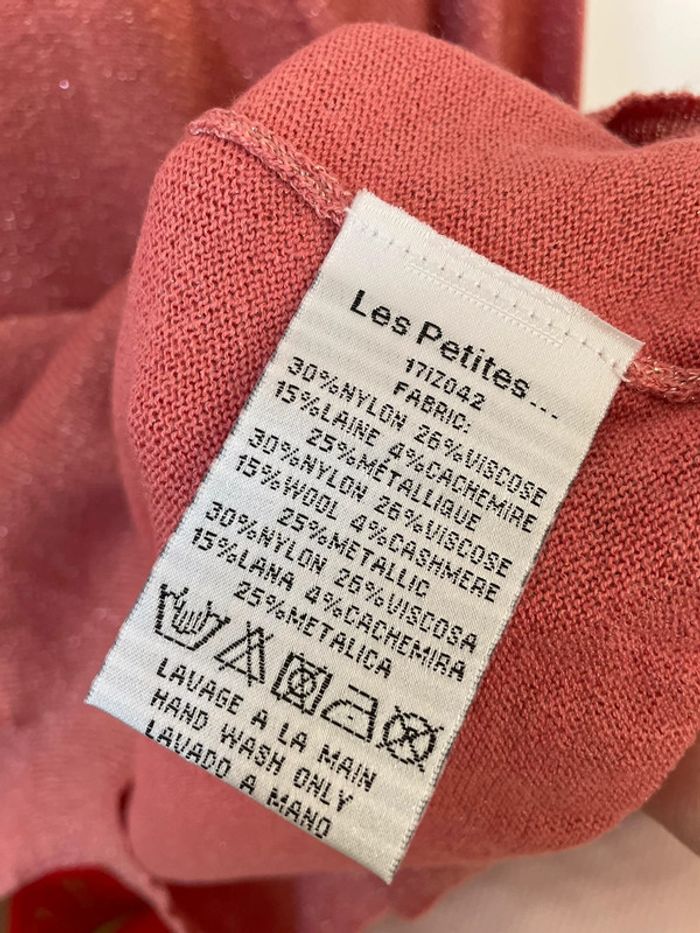 Les Petites...
17IZ042
FABRIC:
30%NYLON 26%VISCOSE
15%LAINE 4%CACHEMIRE
25%MÉTALLIQUE
30%NYLON 26%VISCOSE
15%WOOL 4%CASHMERE
25%METALLIC
30%NYLON 26%VISCOSA
15%LANA 4%CACHEMIRA
25%METALICA
LAVAGE A LA MAIN
HAND WASH ONLY
LAVADO A MANO